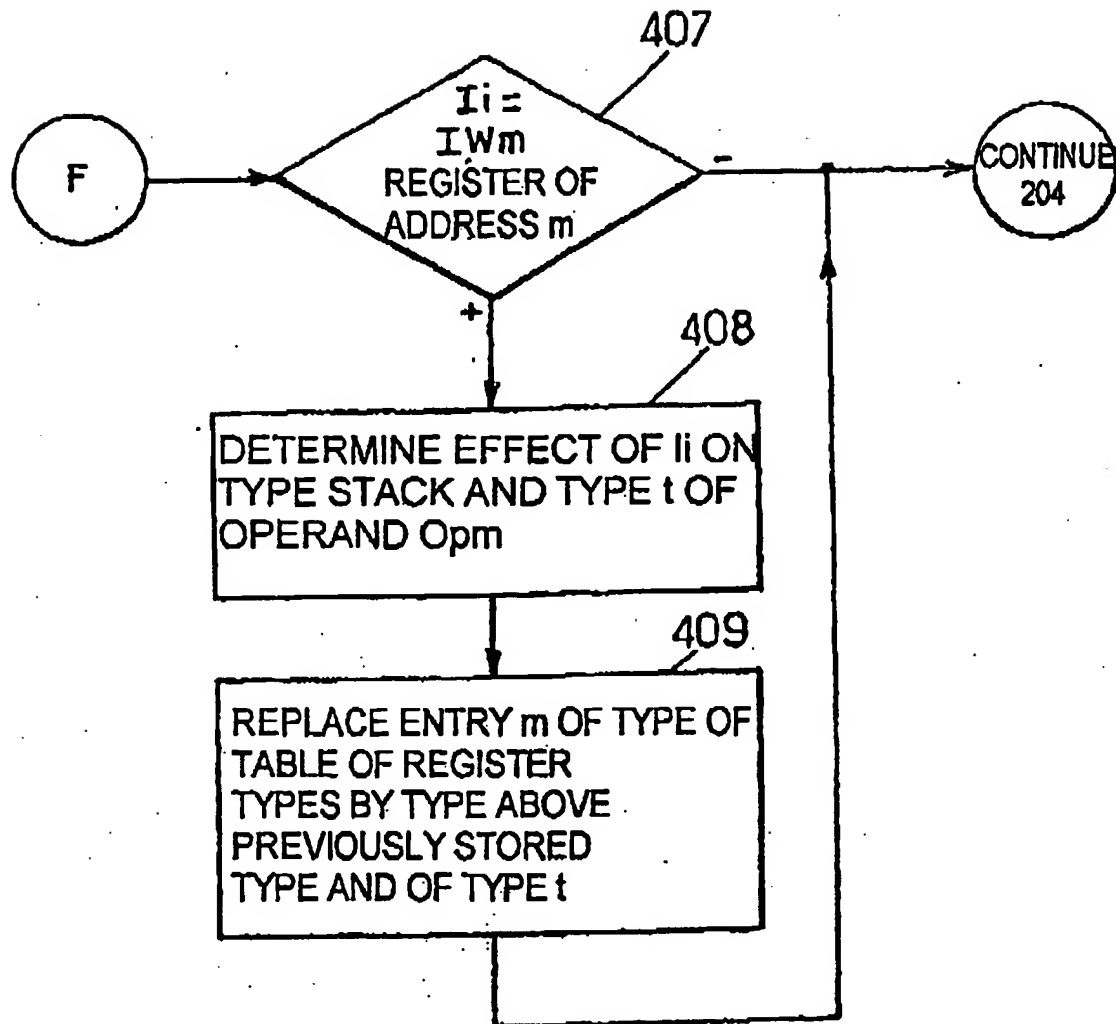 407
F
Ii =
IWm
REGISTER OF
ADDRESS m
-
+
CONTINUE
204
408
DETERMINE EFFECT OF Ii ON
TYPE STACK AND TYPE t OF
OPERAND Opm
409
REPLACE ENTRY m OF TYPE OF
TABLE OF REGISTER
TYPES BY TYPE ABOVE
PREVIOUSLY STORED
TYPE AND OF TYPE t